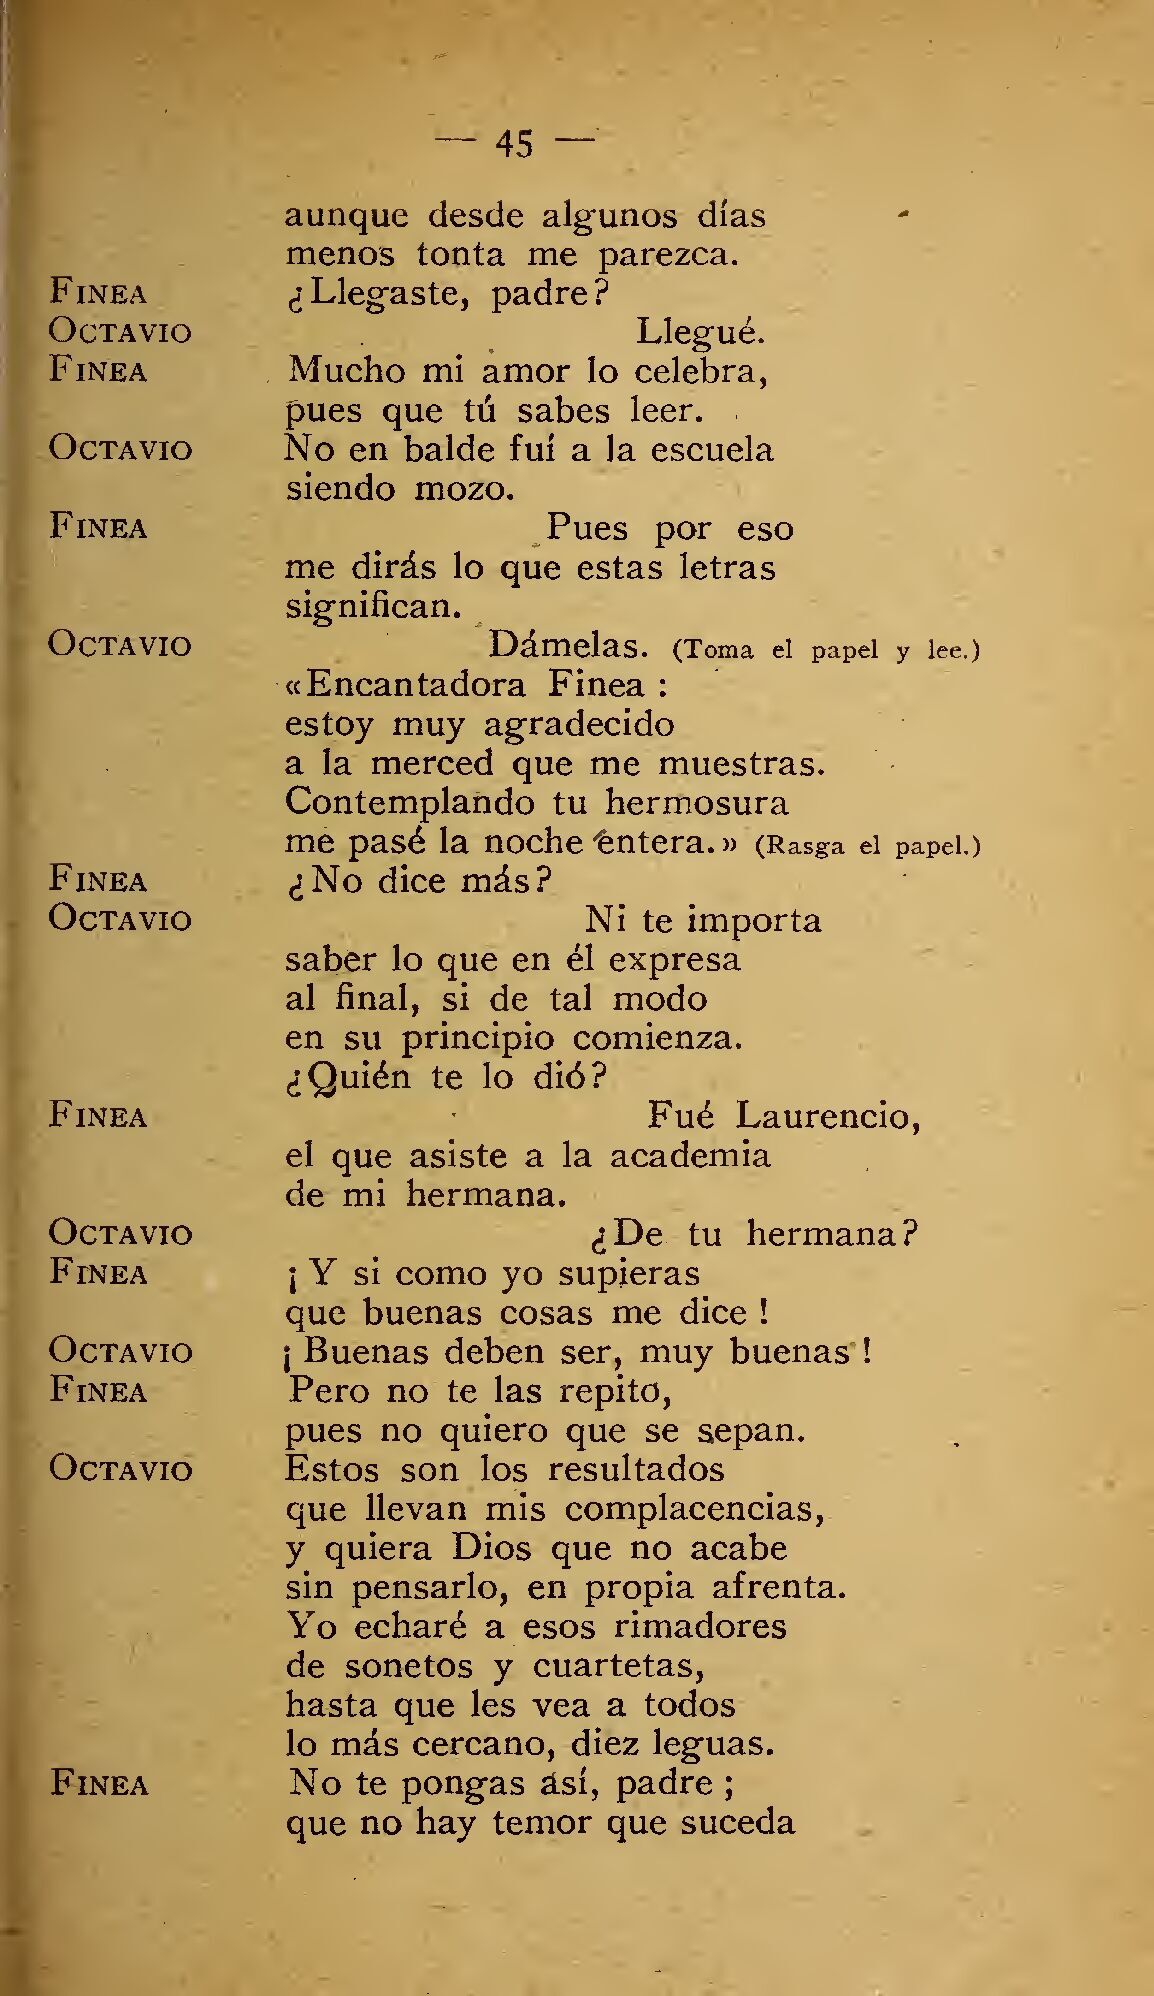 — 45 —
aunque desde algunos días
menos tonta me parezca.
FINEA ¿Llegaste, padre?
OCTAVIO Llegué.
FINEA Mucho mi amor lo celebra,
pues que tú sabes leer.
OCTAVIO No en balde fuí a la escuela
siendo mozo.
FINEA Pues por eso
me dirás lo que estas letras
significan.
OCTAVIO Dámelas. (Toma el papel y lee.)
«Encantadora Finea :
estoy muy agradecido
a la merced que me muestras.
Contemplando tu hermosura
me pasé la noche entera.» (Rasga el papel.)
FINEA ¿No dice más?
OCTAVIO Ni te importa
saber lo que en él expresa
al final, si de tal modo
en su principio comienza.
¿Quién te lo dió?
FINEA Fué Laurencio,
el que asiste a la academia
de mi hermana.
OCTAVIO ¿De tu hermana?
FINEA ¡Y si como yo supieras
que buenas cosas me dice!
OCTAVIO ¡Buenas deben ser, muy buenas!
FINEA Pero no te las repito,
pues no quiero que se sepan.
OCTAVIO Estos son los resultados
que llevan mis complacencias,
y quiera Dios que no acabe
sin pensarlo, en propia afrenta.
Yo echaré a esos rimadores
de sonetos y cuartetas,
hasta que les vea a todos
lo más cercano, diez leguas.
FINEA No te pongas así, padre ;
que no hay temor que suceda